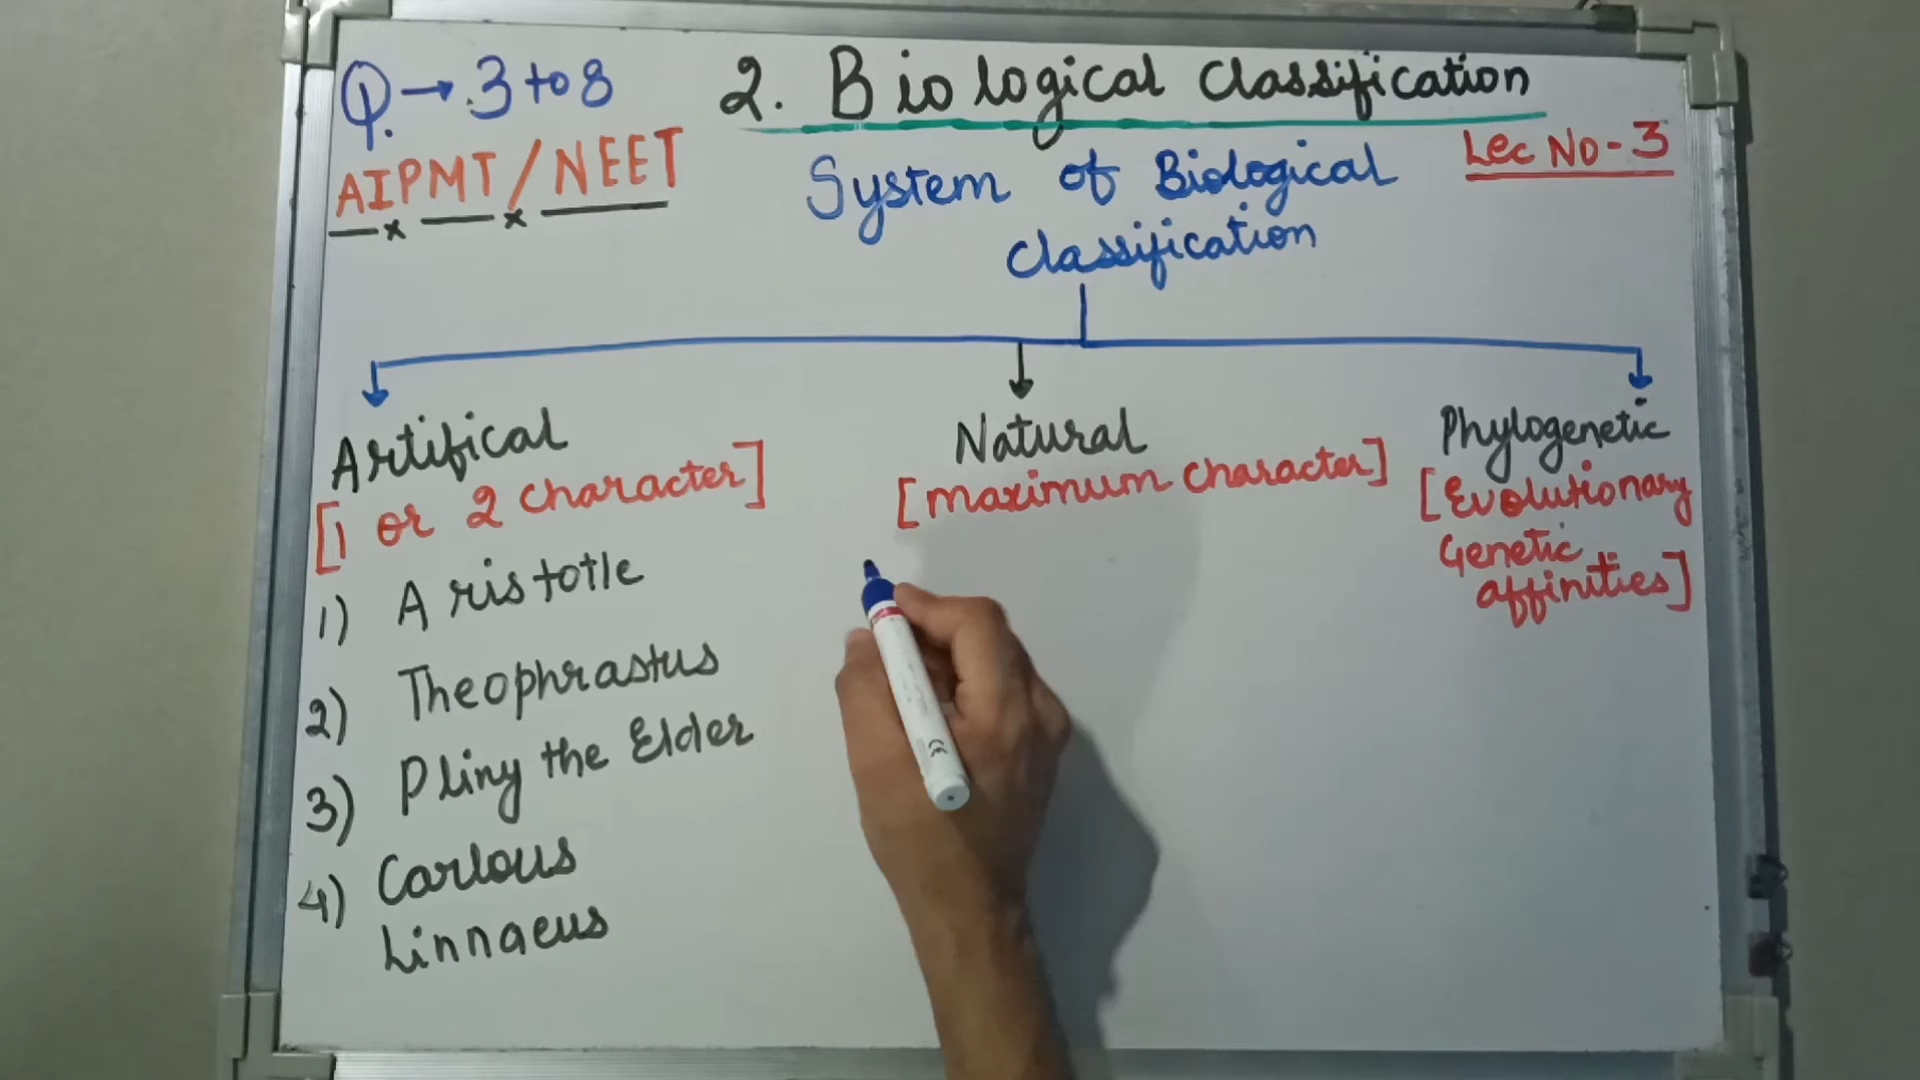 Q. → 3 to 8
2. Biological Classification
AIPMT / NEET
Lec No - 3
System of Biological
Classification
Artifical
[1 or 2 character]
1) Aristotle
2) Theophrastus
3) Pliny the Elder
4) Carlous
Linnaeus
Natural
[maximum character]
Phylogenetic
[Evolutionary
Genetic
affinities]